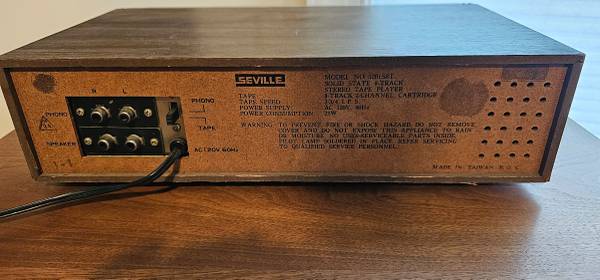 SEVILLE
MODEL NO.
SOLID STATE 8-TRACK
STEREO TAPE PLAYER
TAPE: 8-TRACK 2-CHANNEL CARTRIDGE
TAPE SPEED: 3 3/4 I.P.S.
POWER SUPPLY: AC 120V, 60Hz
POWER CONSUMPTION: 25W
WARNING: TO PREVENT FIRE OR SHOCK HAZARD, DO NOT REMOVE
COVER AND DO NOT EXPOSE THIS APPLIANCE TO RAIN
OR MOISTURE. NO USER-SERVICEABLE PARTS INSIDE.
PILOT LAMP SOLDERED IN PLACE. REFER SERVICING
TO QUALIFIED SERVICE PERSONNEL.
MADE IN TAIWAN R.O.C.
R L
PHONO
TAPE
PHONO
SPEAKER
AC120V 60Hz